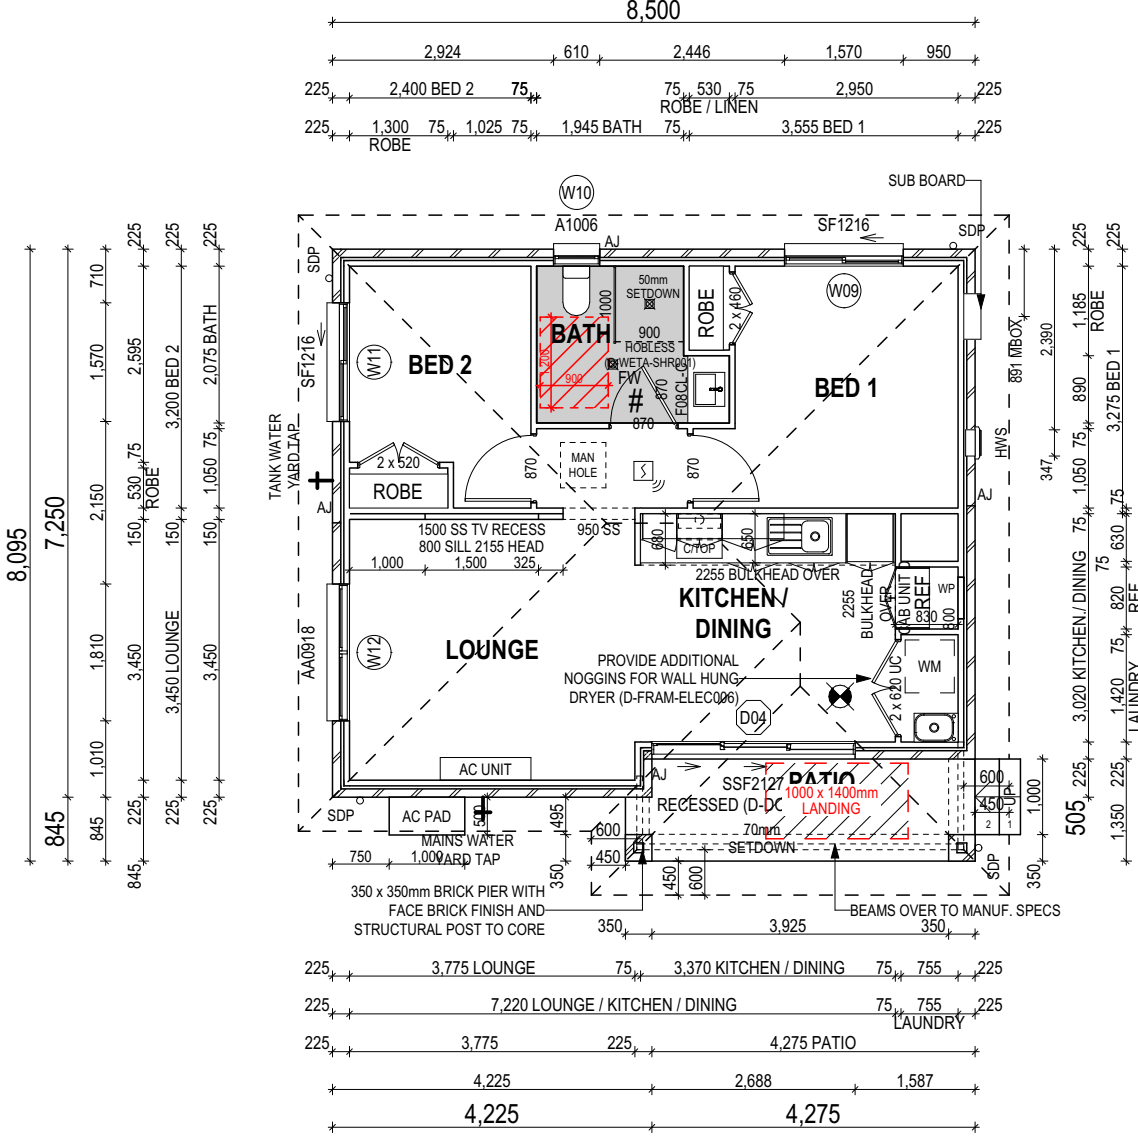 8,500
2,924 610 2,446 1,570 950
225 2,400 BED 2 75 75 530 75 2,950 225
ROBE / LINEN
225 1,300 75 1,025 75 1,945 BATH 75 3,555 BED 1 225
ROBE
SUB BOARD
W10
A1006
AJ
SF1216
SDP
SDP
W09
50mm
SETDOWN
1000
ROBE
2 x 460
BATH
900
HOBLESS
FW
#
1200
900
870
870
F08CL-C
BED 2
BED 1
W11
SF1216
891 MBOX
2,390
347
HWS
AJ
TANK WATER
YARD TAP
AJ
2 x 520
ROBE
870
MAN
HOLE
S
870
1500 SS TV RECESS
800 SILL 2155 HEAD
950 SS
1,000 1,500 325
680
C/TOP
650
2255 BULKHEAD OVER
2255
BULKHEAD
OVER
CAB UNIT
REF
WP
830
800
KITCHEN /
DINING
LOUNGE
W12
AA0918
PROVIDE ADDITIONAL
NOGGINS FOR WALL HUNG
DRYER (D-FRAM-ELEC006)
2 x 620 UC
WM
D04
AC UNIT
AJ
SSF2127
PATIO
1000 x 1400mm
LANDING
RECESSED (D-DC
70mm
SETDOWN
600
450
UP
2 1
1,000
SDP
AC PAD
500
495
MAINS WATER
YARD TAP
750 1,000
600
450
350
450
600
SDP
350
350 x 350mm BRICK PIER WITH
FACE BRICK FINISH AND
STRUCTURAL POST TO CORE
BEAMS OVER TO MANUF. SPECS
350 3,925 350
225 3,775 LOUNGE 75 3,370 KITCHEN / DINING 75 755 225
225 7,220 LOUNGE / KITCHEN / DINING 75 755 225
LAUNDRY
225 3,775 225 4,275 PATIO
4,225 2,688 1,587
4,225 4,275
8,095
845 7,250
845 1,010 1,810 2,150 1,570 710
845 225 3,450 150 530 75 2,595 225
ROBE
225 3,450 LOUNGE 150 3,200 BED 2 225
225 3,450 150 1,050 75 2,075 BATH 225
505
225 3,020 KITCHEN / DINING 75 1,050 75 890 1,185 225
ROBE
1,350 225 1,420 75 820 75 630 75 3,275 BED 1 225
LAUNDRY REF